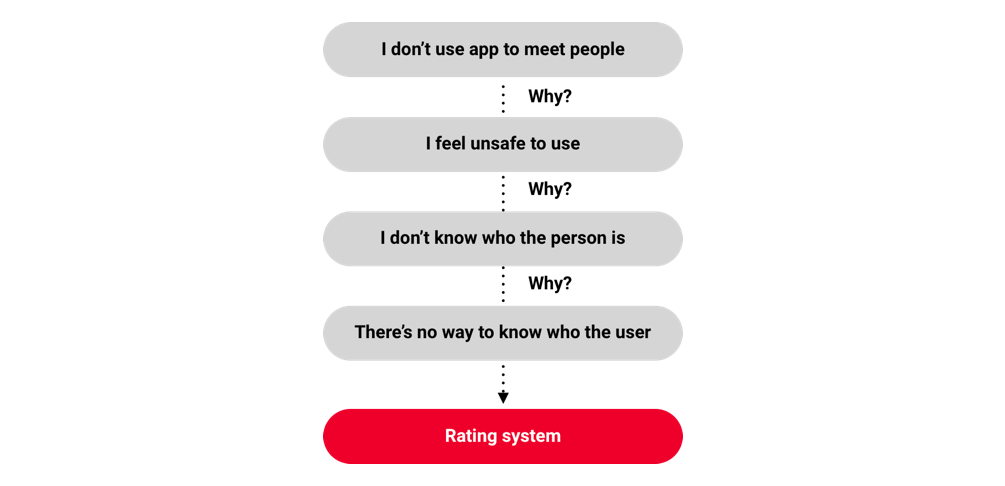 I don’t use app to meet people
Why?
I feel unsafe to use
Why?
I don’t know who the person is
Why?
There’s no way to know who the user
Rating system